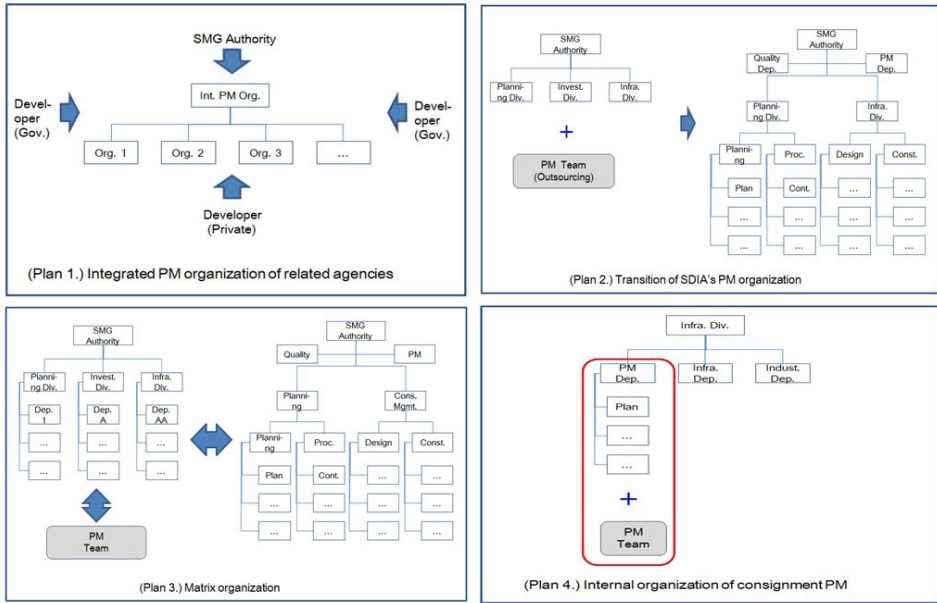 SMG Authority
Int. PM Org.
Devel-
oper
(Gov.)
Devel-
oper
(Gov.)
Org. 1
Org. 2
Org. 3
...
Developer
(Private)
(Plan 1.) Integrated PM organization of related agencies
SMG
Authority
Planni
ng Div.
Invest.
Div.
Infra.
Div.
+
PM Team
(Outsourcing)
SMG
Authority
Quality
Dep.
PM
Dep.
Planni
ng Div.
Infra.
Div.
Planni-
ng
Proc.
Design
Const.
Plan
Cont.
...
...
...
...
...
...
...
...
...
...
(Plan 2.) Transition of SDIA's PM organization
SMG
Authority
Planni
ng Div.
Invest.
Div.
Infra.
Div.
Dep.
1
Dep.
A
Dep.
AA
...
...
...
...
...
...
PM
Team
SMG
Authority
Quality
PM
Planni-
ng
Cons.
Mgmt.
Planni-
ng
Proc.
Design
Const.
Plan
Cont.
...
...
...
...
...
...
...
...
...
...
(Plan 3.) Matrix organization
Infra. Div.
PM
Dep.
Infra.
Dep.
Indust.
Dep.
Plan
...
...
+
PM
Team
(Plan 4.) Internal organization of consignment PM